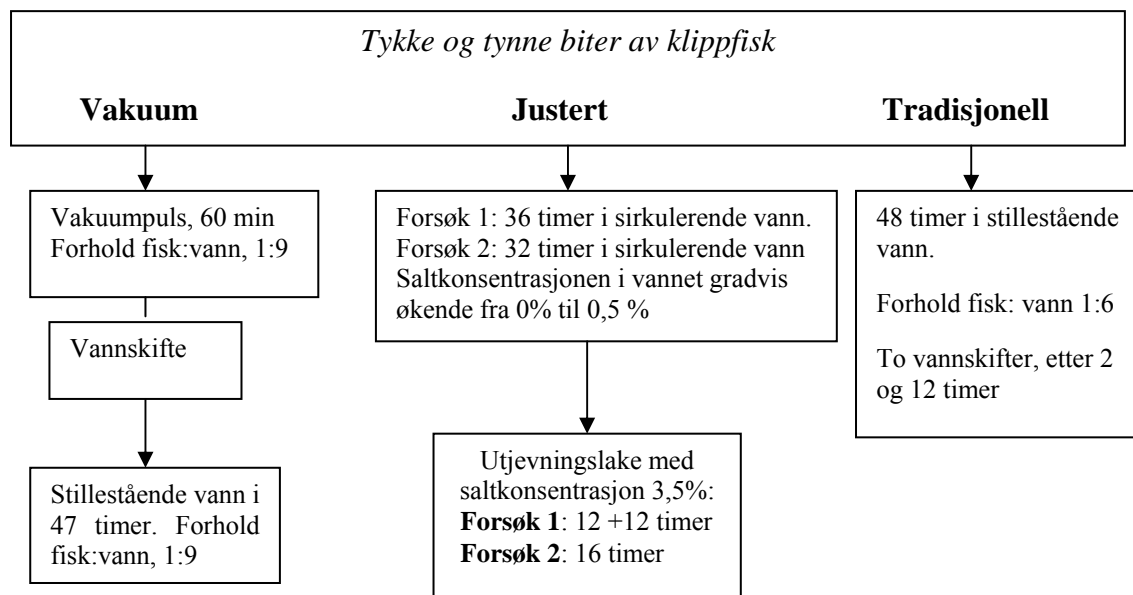 Tykke og tynne biter av klippfisk
Vakuum
Justert
Tradisjonell
Vakuumpuls, 60 min
Forhold fisk:vann, 1:9
Vannskifte
Stillestående vann i
47 timer. Forhold
fisk:vann, 1:9
Forsøk 1: 36 timer i sirkulerende vann.
Forsøk 2: 32 timer i sirkulerende vann
Saltkonsentrasjonen i vannet gradvis
økende fra 0% til 0,5 %
Utjevningslake med
saltkonsentrasjon 3,5%:
Forsøk 1: 12 +12 timer
Forsøk 2: 16 timer
48 timer i stillestående
vann.
Forhold fisk: vann 1:6
To vannskifter, etter 2
og 12 timer